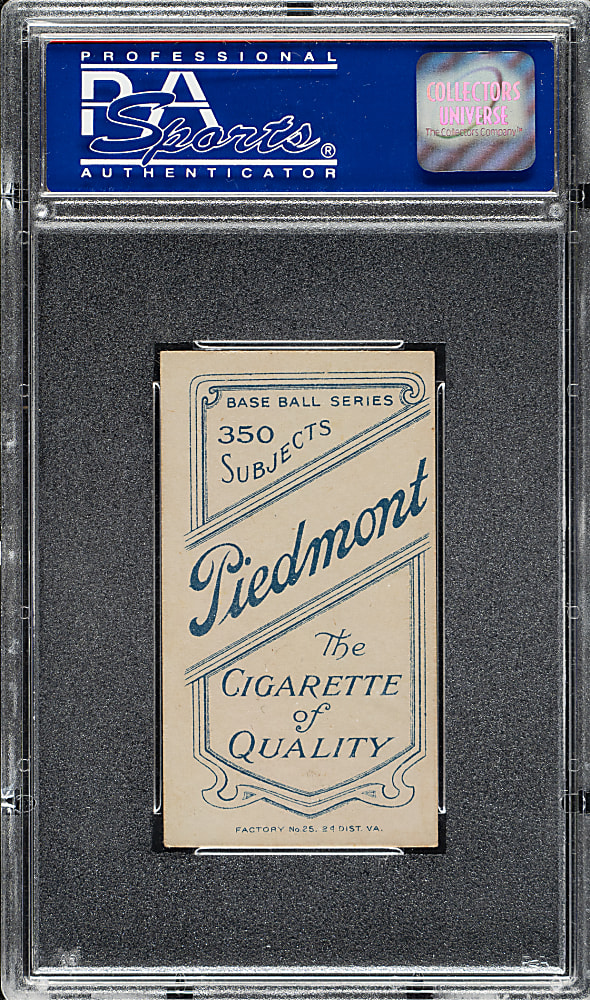 PROFESSIONAL
PSA
Sports®
AUTHENTICATOR
COLLECTORS
UNIVERSE
The Collectors Company™
BASE BALL SERIES
350
SUBJECTS
Piedmont
The
CIGARETTE
of
QUALITY
FACTORY No. 25. 2d DIST. VA.